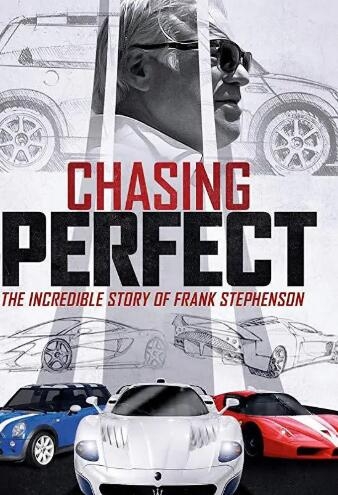 CHASING
PERFECT
THE INCREDIBLE STORY OF FRANK STEPHENSON